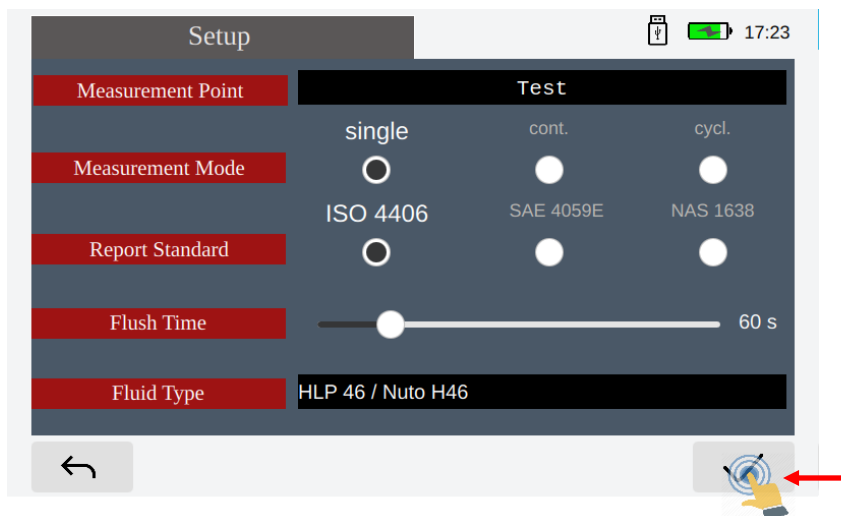 Setup
17:23
Measurement Point
Test
single cont. cycl.
Measurement Mode
ISO 4406 SAE 4059E NAS 1638
Report Standard
Flush Time
60 s
Fluid Type
HLP 46 / Nuto H46